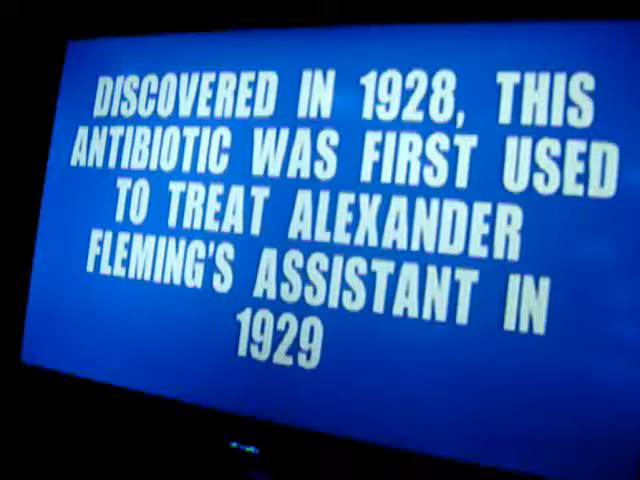 DISCOVERED IN 1928, THIS
ANTIBIOTIC WAS FIRST USED
TO TREAT ALEXANDER
FLEMING'S ASSISTANT IN
1929